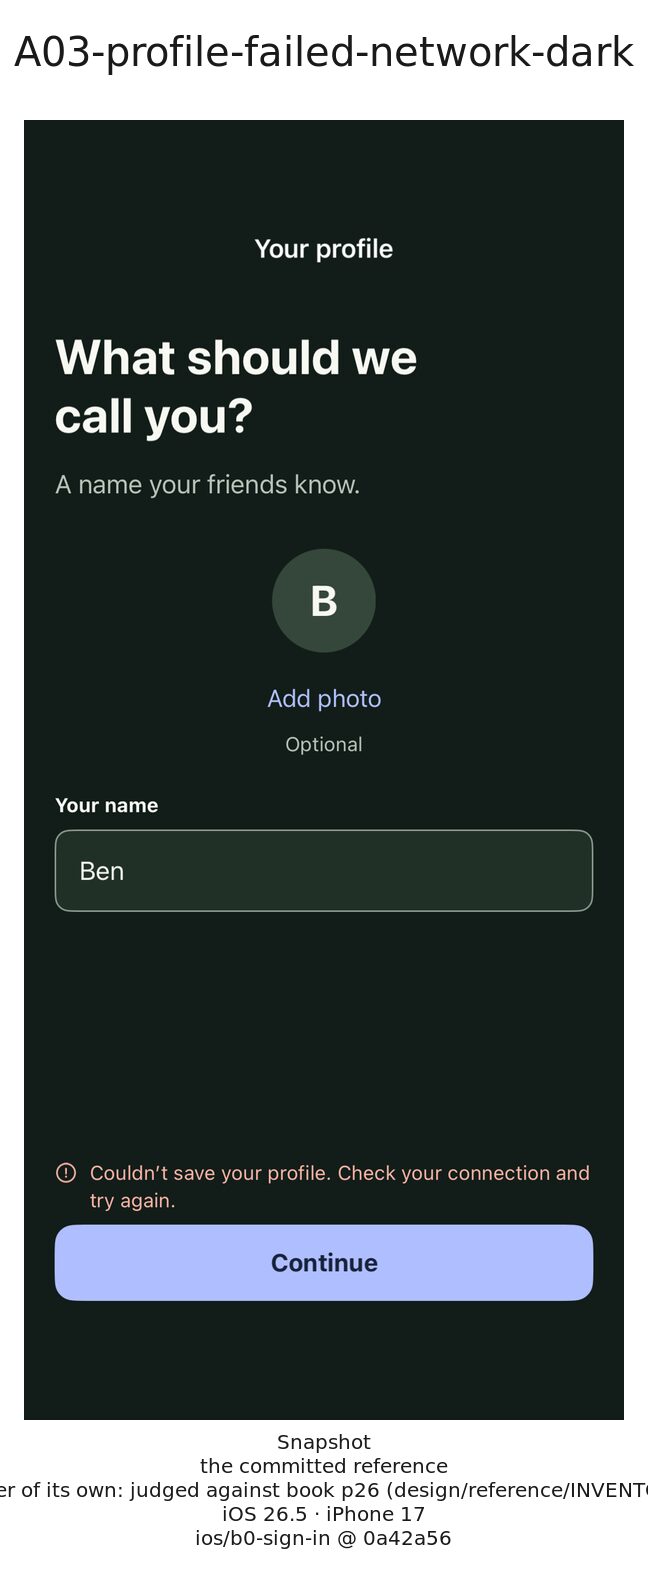 A03-profile-failed-network-dark
Your profile
What should we
call you?
A name your friends know.
B
Add photo
Optional
Your name
Ben
Couldn’t save your profile. Check your connection and
try again.
Continue
Snapshot
the committed reference
of its own: judged against book p26 (design/reference/
iOS 26.5 · iPhone 17
ios/b0-sign-in @ 0a42a56